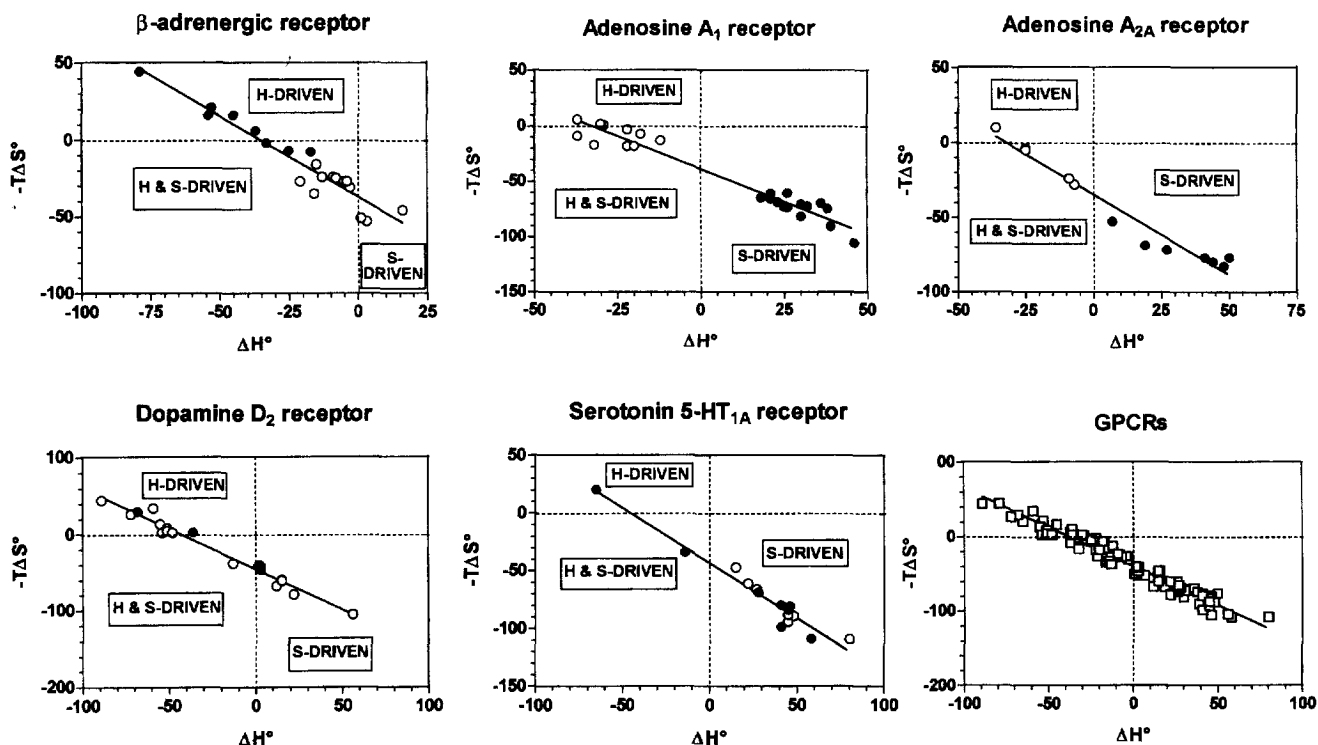 β-adrenergic receptor
50
0
-50
-100
-TΔS°
H-DRIVEN
H & S-DRIVEN
S-
DRIVEN
-100 -75 -50 -25 0 25
ΔH°
Adenosine A1 receptor
50
0
-50
-100
-150
-TΔS°
H-DRIVEN
H & S-DRIVEN
S-DRIVEN
-50 -25 0 25 50
ΔH°
Adenosine A2A receptor
50
0
-50
-100
-TΔS°
H-DRIVEN
S-DRIVEN
H & S-DRIVEN
-50 -25 0 25 50 75
ΔH°
Dopamine D2 receptor
100
0
-100
-200
-TΔS°
H-DRIVEN
H & S-DRIVEN
S-DRIVEN
-100 -50 0 50 100
ΔH°
Serotonin 5-HT1A receptor
50
0
-50
-100
-150
-TΔS°
H-DRIVEN
S-DRIVEN
H & S-DRIVEN
-100 -50 0 50 100
ΔH°
GPCRs
00
0
-100
-200
-TΔS°
-100 -50 0 50 100
ΔH°